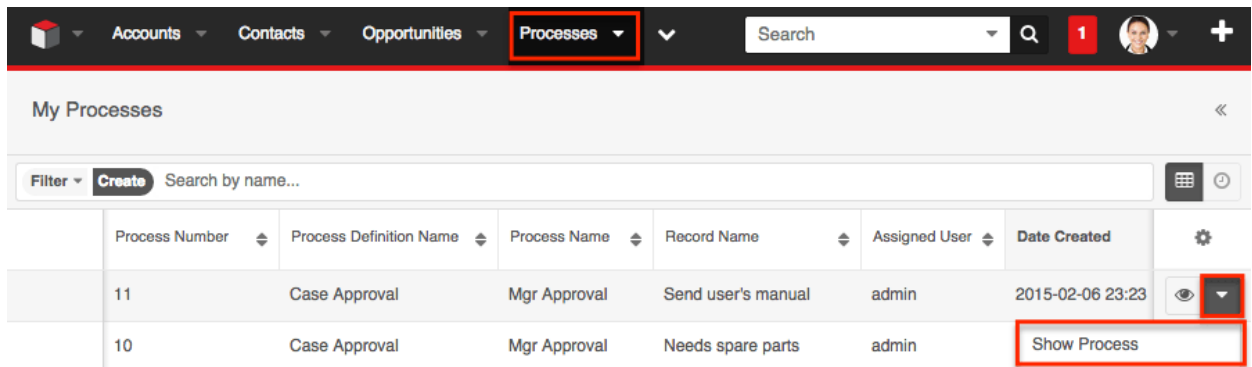 Accounts Contacts Opportunities Processes Search 1
My Processes
Filter Create Search by name...
Process Number Process Definition Name Process Name Record Name Assigned User Date Created
11 Case Approval Mgr Approval Send user's manual admin 2015-02-06 23:23
10 Case Approval Mgr Approval Needs spare parts admin Show Process